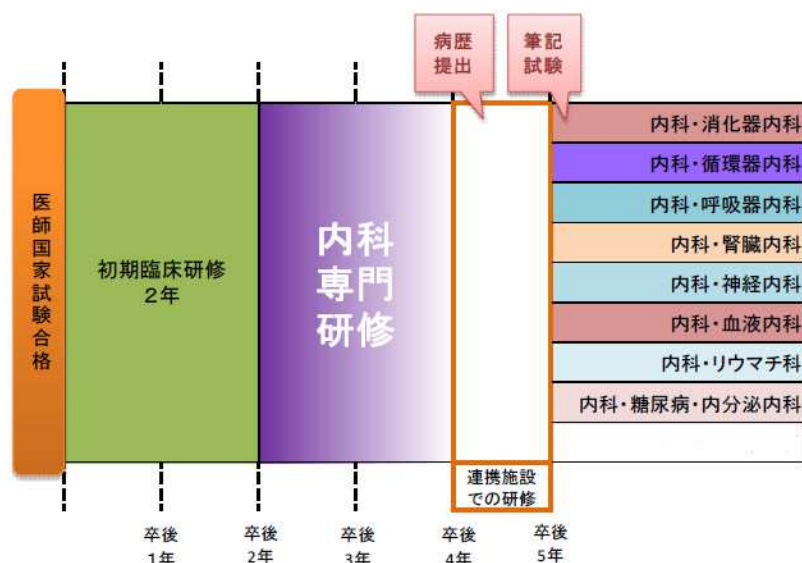 病歴
提出
筆記
試験
医師国家試験合格
初期臨床研修
2年
内科
専門
研修
内科・消化器内科
内科・循環器内科
内科・呼吸器内科
内科・腎臓内科
内科・神経内科
内科・血液内科
内科・リウマチ科
内科・糖尿病・内分泌内科
連携施設
での研修
卒後
1年
卒後
2年
卒後
3年
卒後
4年
卒後
5年